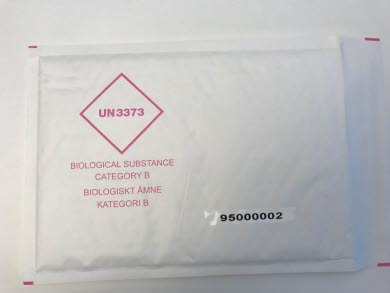 UN3373
BIOLOGICAL SUBSTANCE
CATEGORY B
BIOLOGISKT ÄMNE
KATEGORI B
95000002